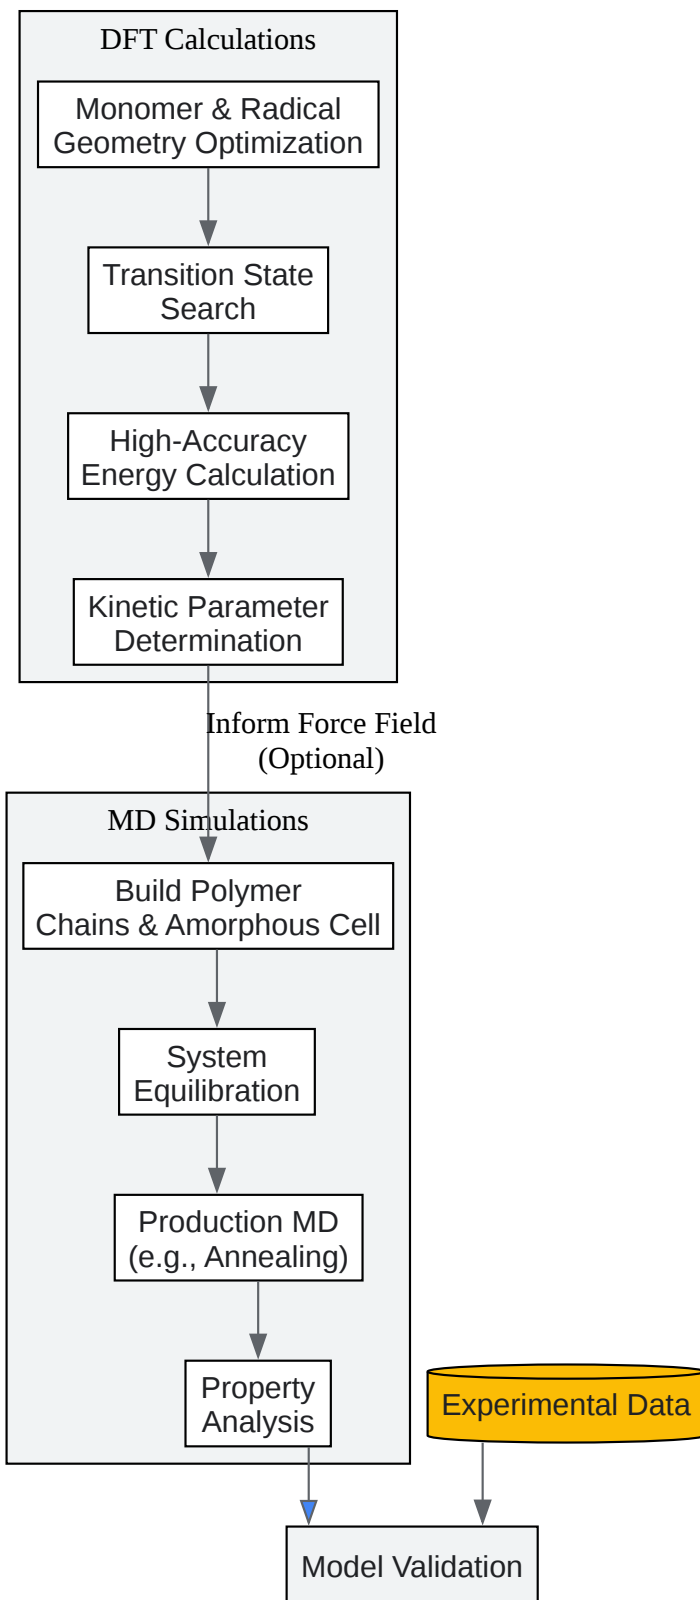 DFT Calculations
Monomer & Radical
Geometry Optimization
Transition State
Search
High-Accuracy
Energy Calculation
Kinetic Parameter
Determination
Inform Force Field
(Optional)
MD Simulations
Build Polymer
Chains & Amorphous Cell
System
Equilibration
Production MD
(e.g., Annealing)
Property
Analysis
Experimental Data
Model Validation